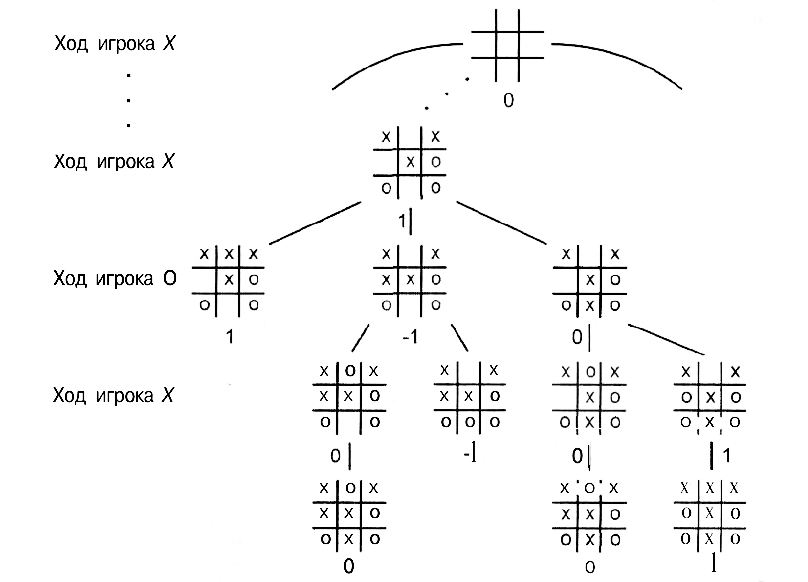 Ход игрока X
0
.
.
.
x x
Ход игрока X
x o
o o
1
x x x x x x x
Ход игрока O
x o x x o x o
o o o o o x o
1 -1 0
x o x x x x o x x x
Ход игрока X
x x o x x o x o o x o
o o o o o o x o o x o
0 -1 0 1
x o x x o x x x x
x x o x x o o x o
o x o o x o o x o
0 0 1